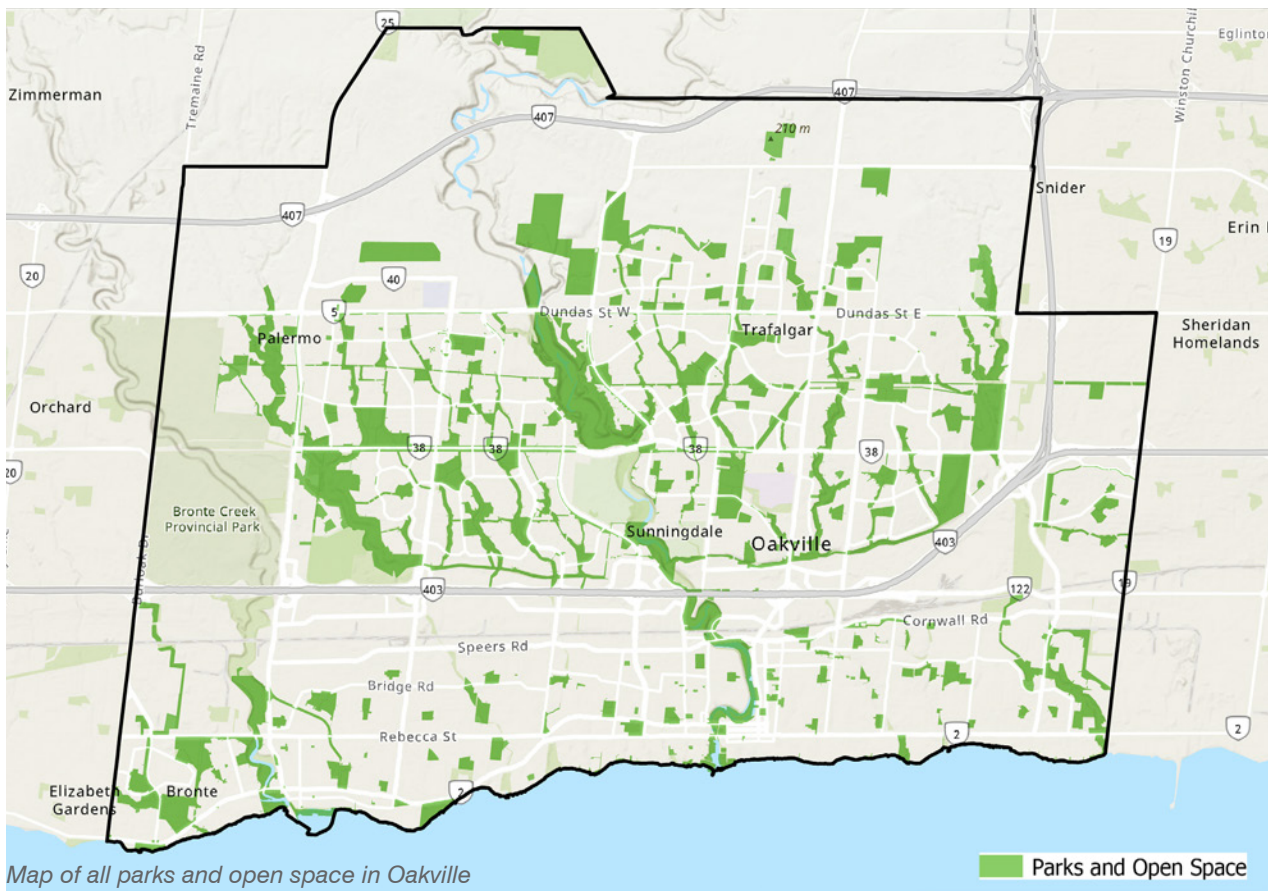 25
Eglinton
Zimmerman
Tremaine Rd
Winston Churchill
407
407
210 m
Snider
407
19
Erin
20
40
5
Dundas St W
Dundas St E
Palermo
Trafalgar
Sheridan
Homelands
Orchard
38
38
38
38
20
Bronte Creek
Provincial Park
Sunningdale
Oakville
403
403
122
19
Cornwall Rd
Speers Rd
Bridge Rd
Rebecca St
2
2
2
Elizabeth
Gardens
Bronte
Map of all parks and open space in Oakville
Parks and Open Space